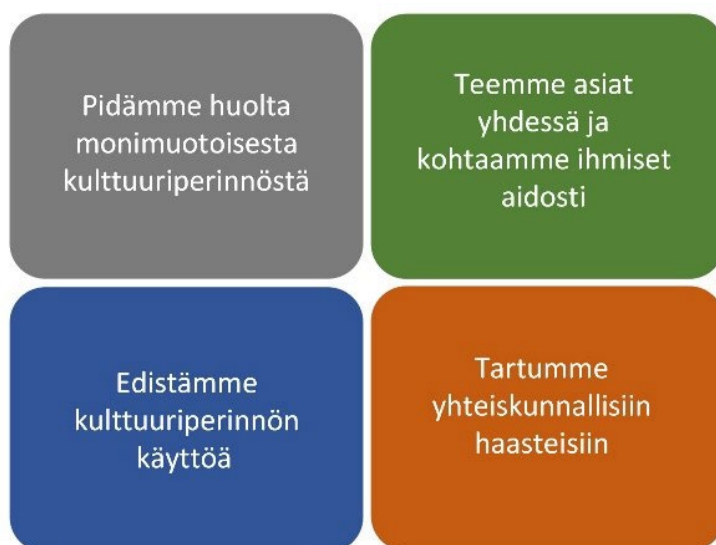 Pidämme huolta
monimuotoisesta
kulttuuriperinnöstä
Teemme asiat
yhdessä ja
kohtaamme ihmiset
aidosti
Edistämme
kulttuuriperinnön
käyttöä
Tartumme
yhteiskunnallisiin
haasteisiin